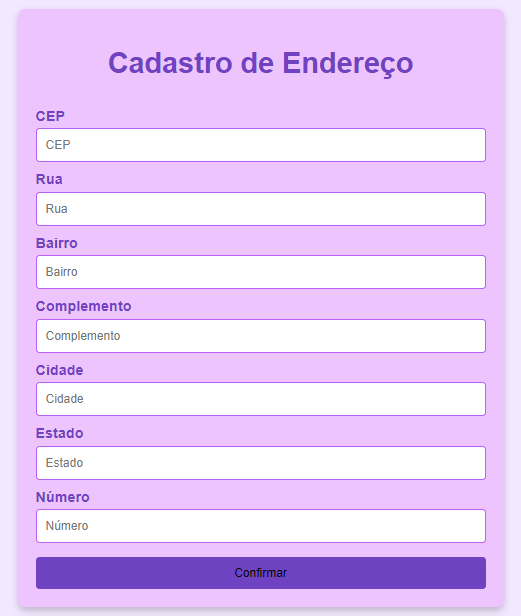 Cadastro de Endereço
CEP
CEP
Rua
Rua
Bairro
Bairro
Complemento
Complemento
Cidade
Cidade
Estado
Estado
Número
Número
Confirmar